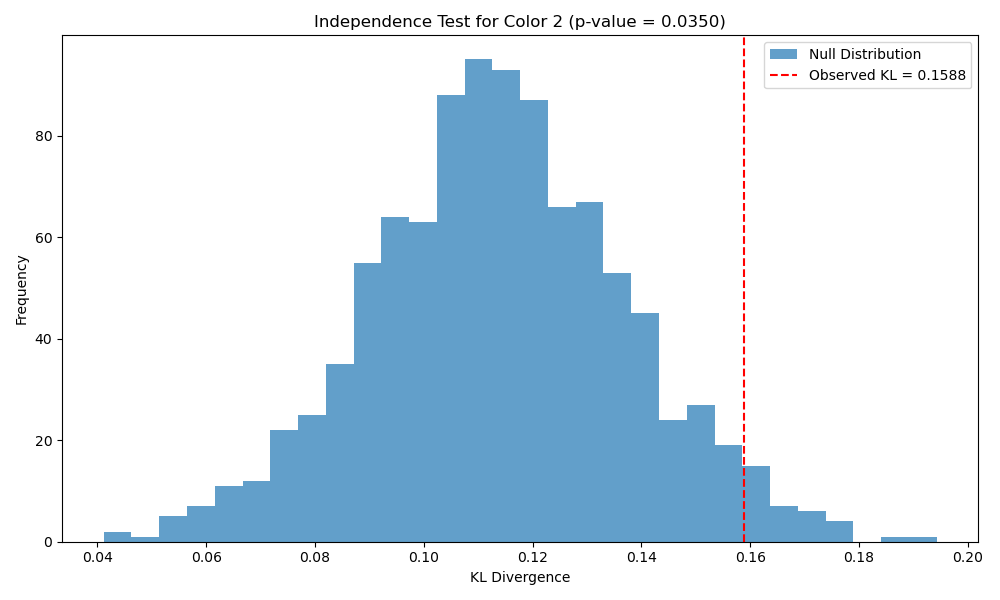 Independence Test for Color 2 (p-value = 0.0350)
Null Distribution
Observed KL = 0.1588
Frequency
80
60
40
20
0
0.04 0.06 0.08 0.10 0.12 0.14 0.16 0.18 0.20
KL Divergence